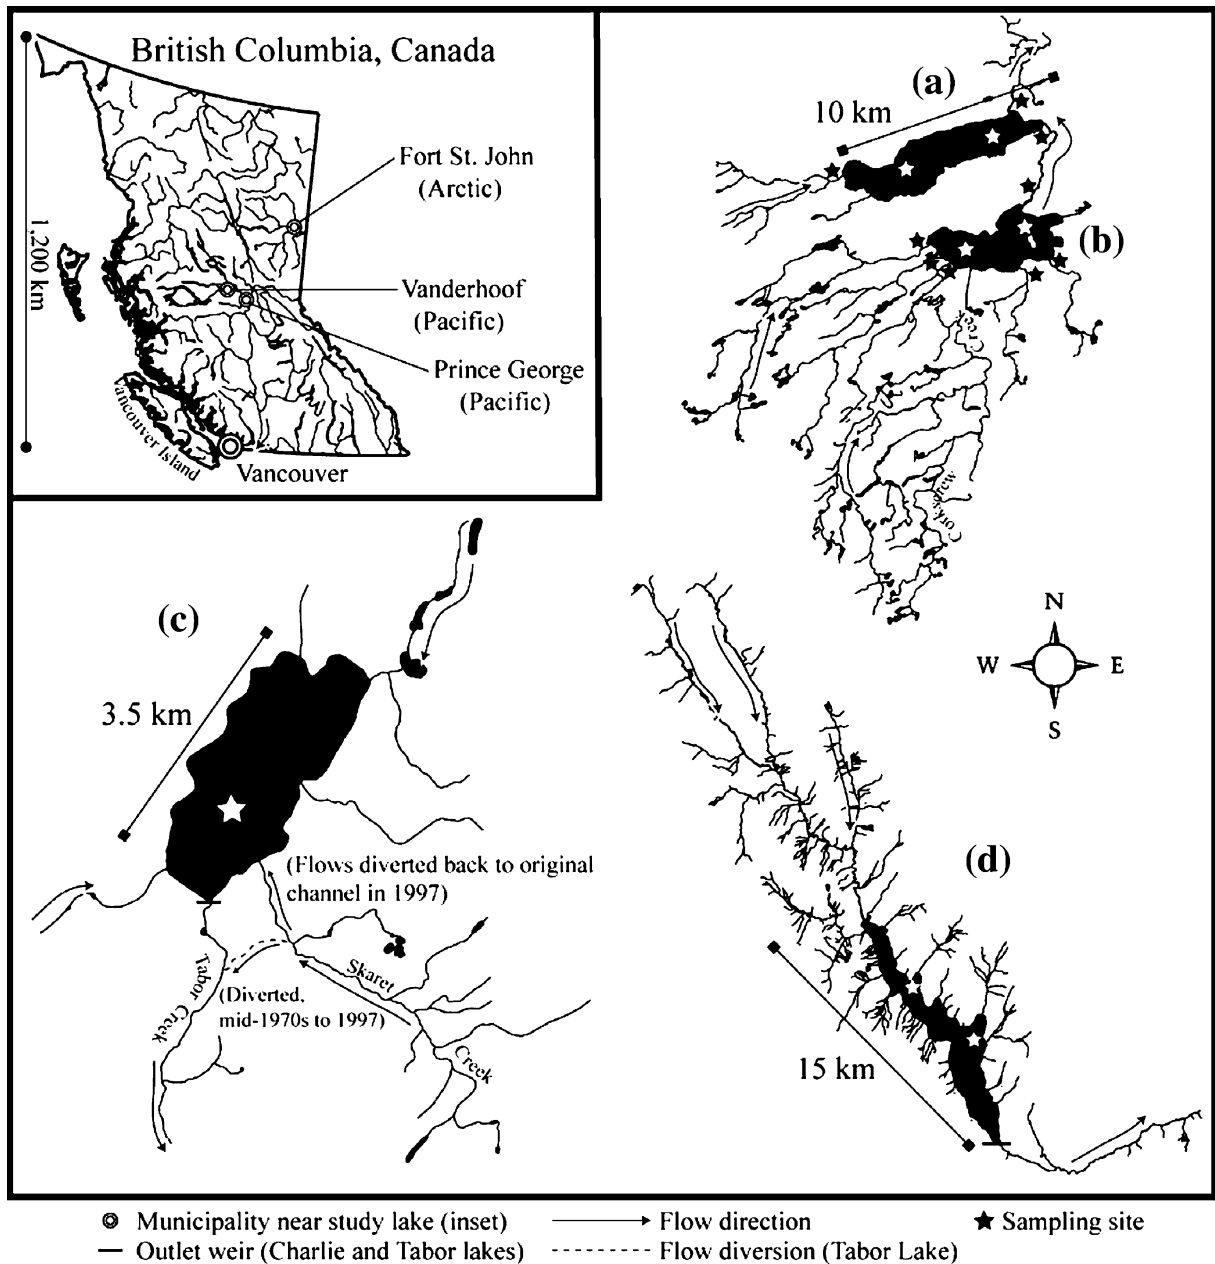 British Columbia, Canada
Fort St. John
(Arctic)
1,200 km
Vanderhoof
(Pacific)
Prince George
(Pacific)
Vancouver Island
Vancouver
(a)
10 km
(b)
Creek
Corkscrew
(c)
3.5 km
(Flows diverted back to original
channel in 1997)
Skaret
Creek
Tabor Creek
(Diverted,
mid-1970s to 1997)
N
W E
S
(d)
15 km
Municipality near study lake (inset)
Flow direction
Sampling site
Outlet weir (Charlie and Tabor lakes)
Flow diversion (Tabor Lake)